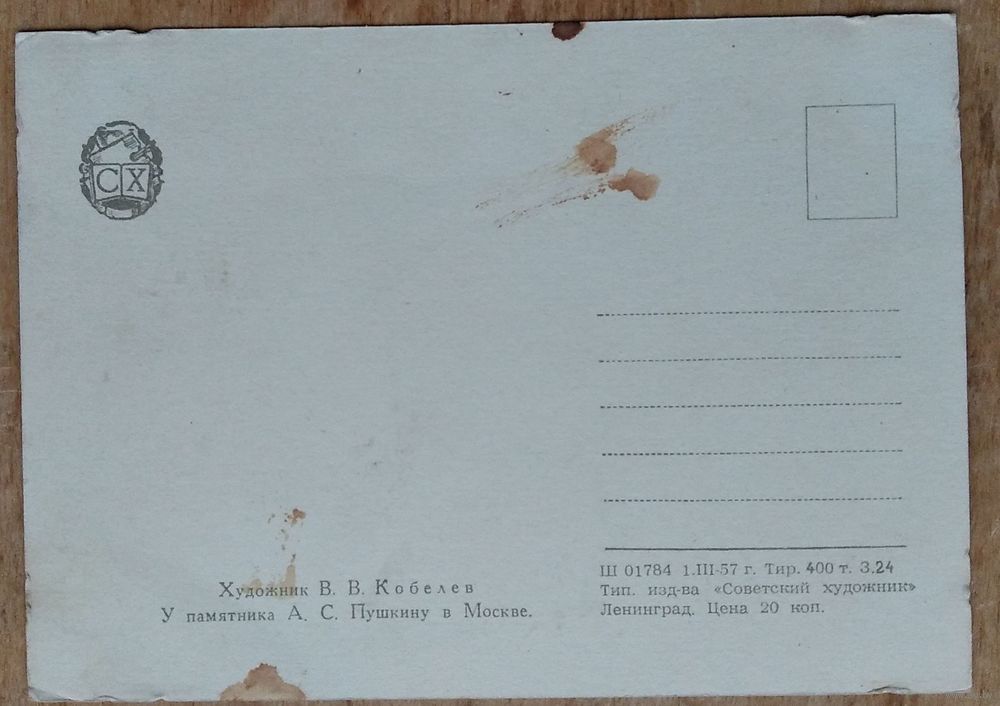 СХ
Художник В. В. Кобелев
У памятника А. С. Пушкину в Москве.
Ш 01784 1.III-57 г. Тир. 400 т. З.24
Тип. изд-ва «Советский художник»
Ленинград. Цена 20 коп.